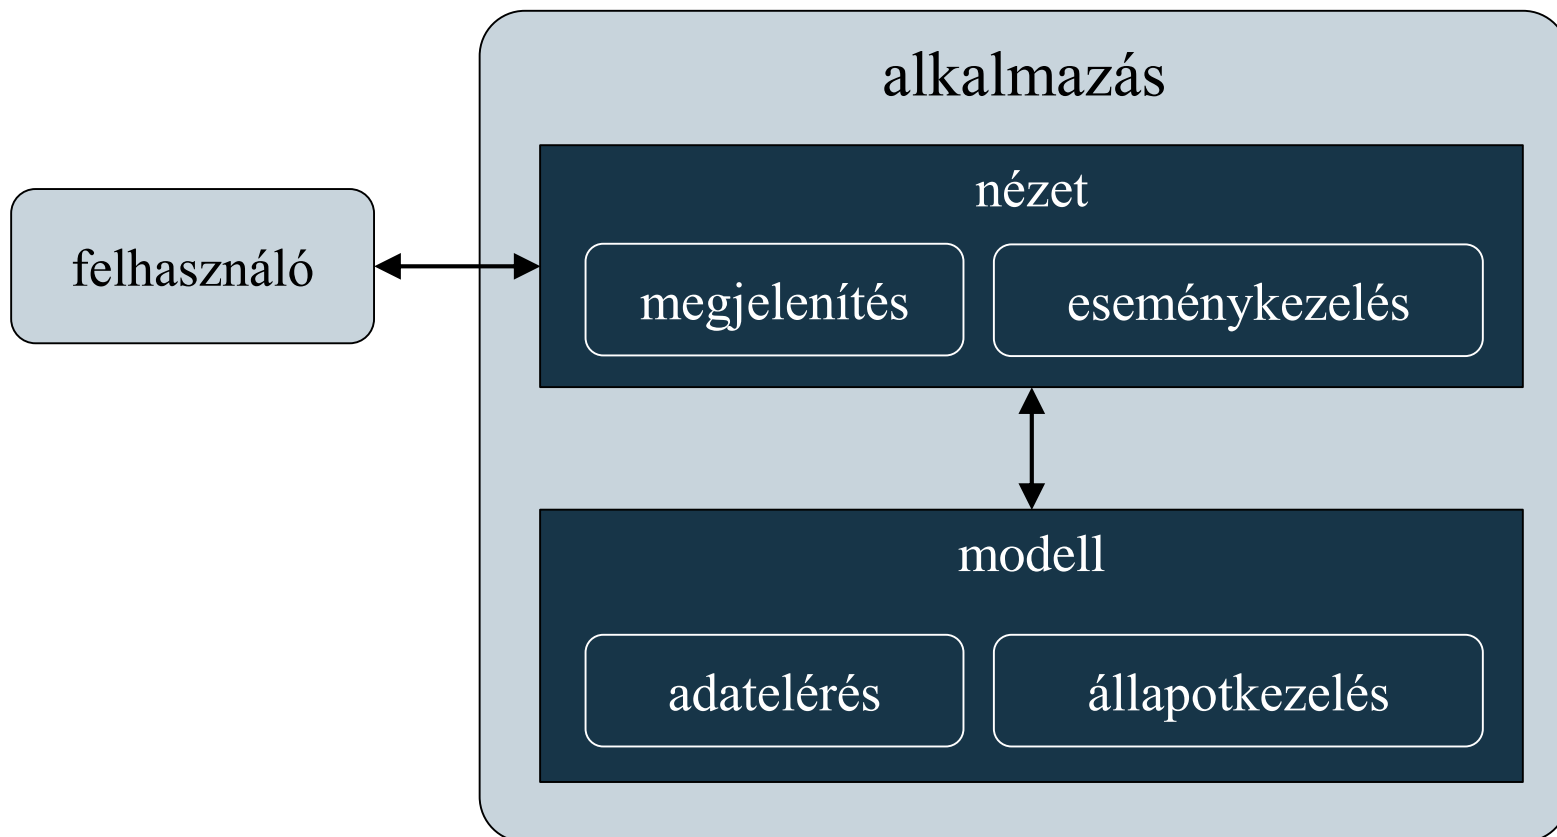 alkalmazás
nézet
felhasználó
megjelenítés
eseménykezelés
modell
adatelérés
állapotkezelés